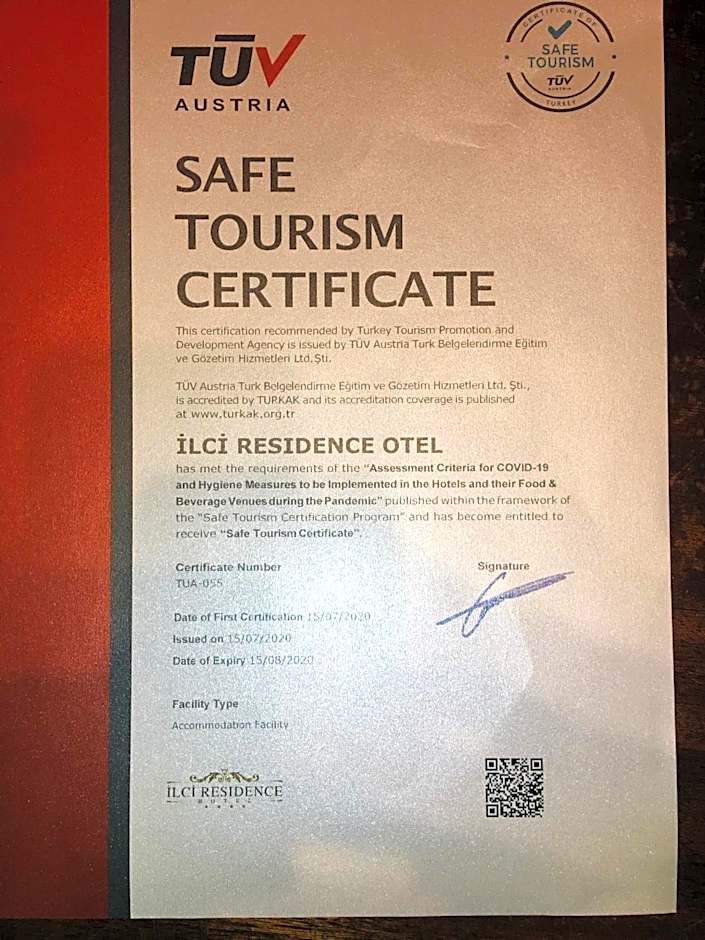 TÜV
AUSTRIA
CERTIFICATE OF
SAFE
TOURISM
TÜV
AUSTRIA
TURKEY
SAFE
TOURISM
CERTIFICATE
This certification recommended by Turkey Tourism Promotion and
Development Agency is issued by TÜV Austria Turk Belgelendirme Eğitim
ve Gözetim Hizmetleri Ltd.Şti.
TÜV Austria Turk Belgelendirme Eğitim ve Gözetim Hizmetleri Ltd. Şti.,
is accredited by TURKAK and its accreditation coverage is published
at www.turkak.org.tr
İLCİ RESIDENCE OTEL
has met the requirements of the "Assessment Criteria for COVID-19
and Hygiene Measures to be Implemented in the Hotels and their Food &
Beverage Venues during the Pandemic" published within the framework of
the "Safe Tourism Certification Program" and has become entitled to
receive "Safe Tourism Certificate".
Certificate Number
TUA-055
Signature
Date of First Certification 15/07/2020
Issued on 15/07/2020
Date of Expiry 15/08/2020
Facility Type
Accommodation Facility
İLCİ RESIDENCE
HOTEL